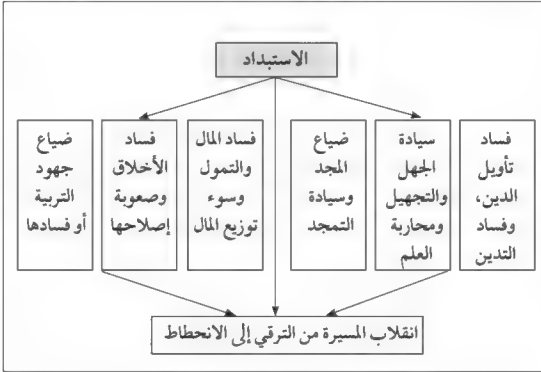 الاستبداد
فساد
تأويل
الدين،
وفساد
التدين
سيادة
الجهل
والتجهيل
ومحاربة
العلم
ضياع
المجد
وسيادة
التمجد
فساد المال
والتمول
وسوء
توزيع المال
فساد
الأخلاق
وصعوبة
إصلاحها
ضياع
جهود
التربية
أو فسادها
انقلاب المسيرة من الترقي إلى الانحطاط